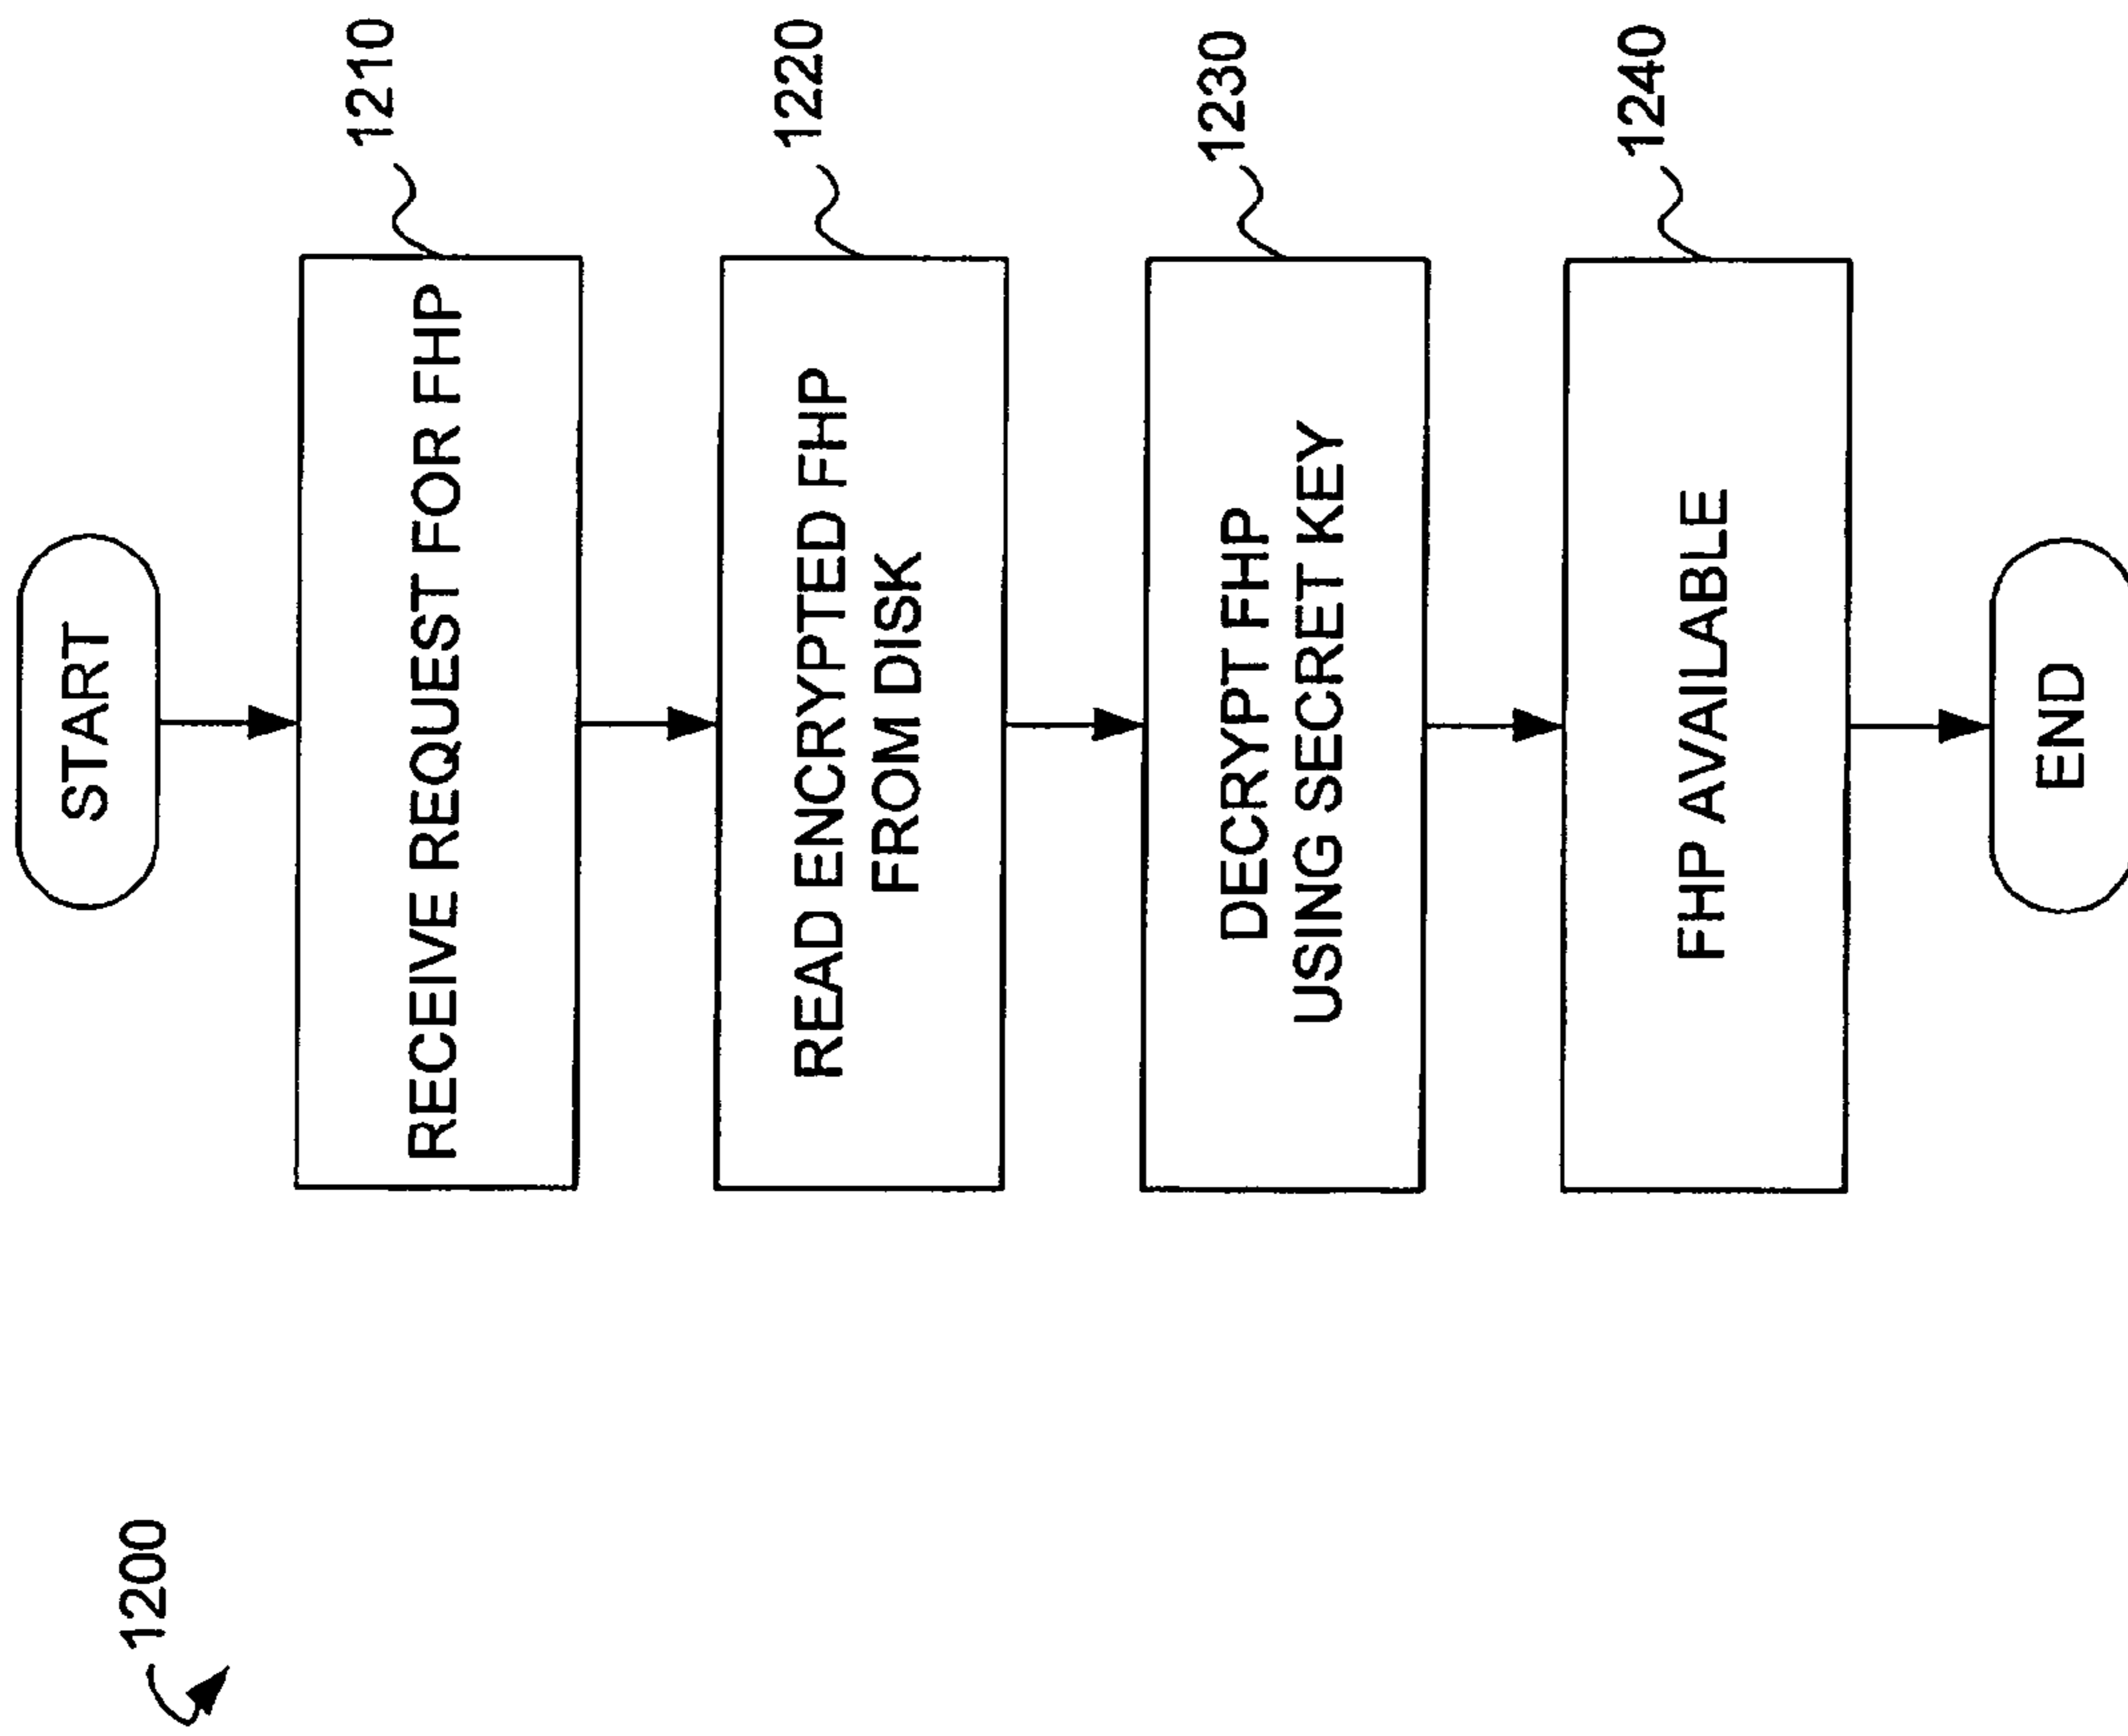 1200
START
RECEIVE REQUEST FOR FHP
1210
READ ENCRYPTED FHP
FROM DISK
1220
DECRYPT FHP
USING SECRET KEY
1230
FHP AVAILABLE
1240
END